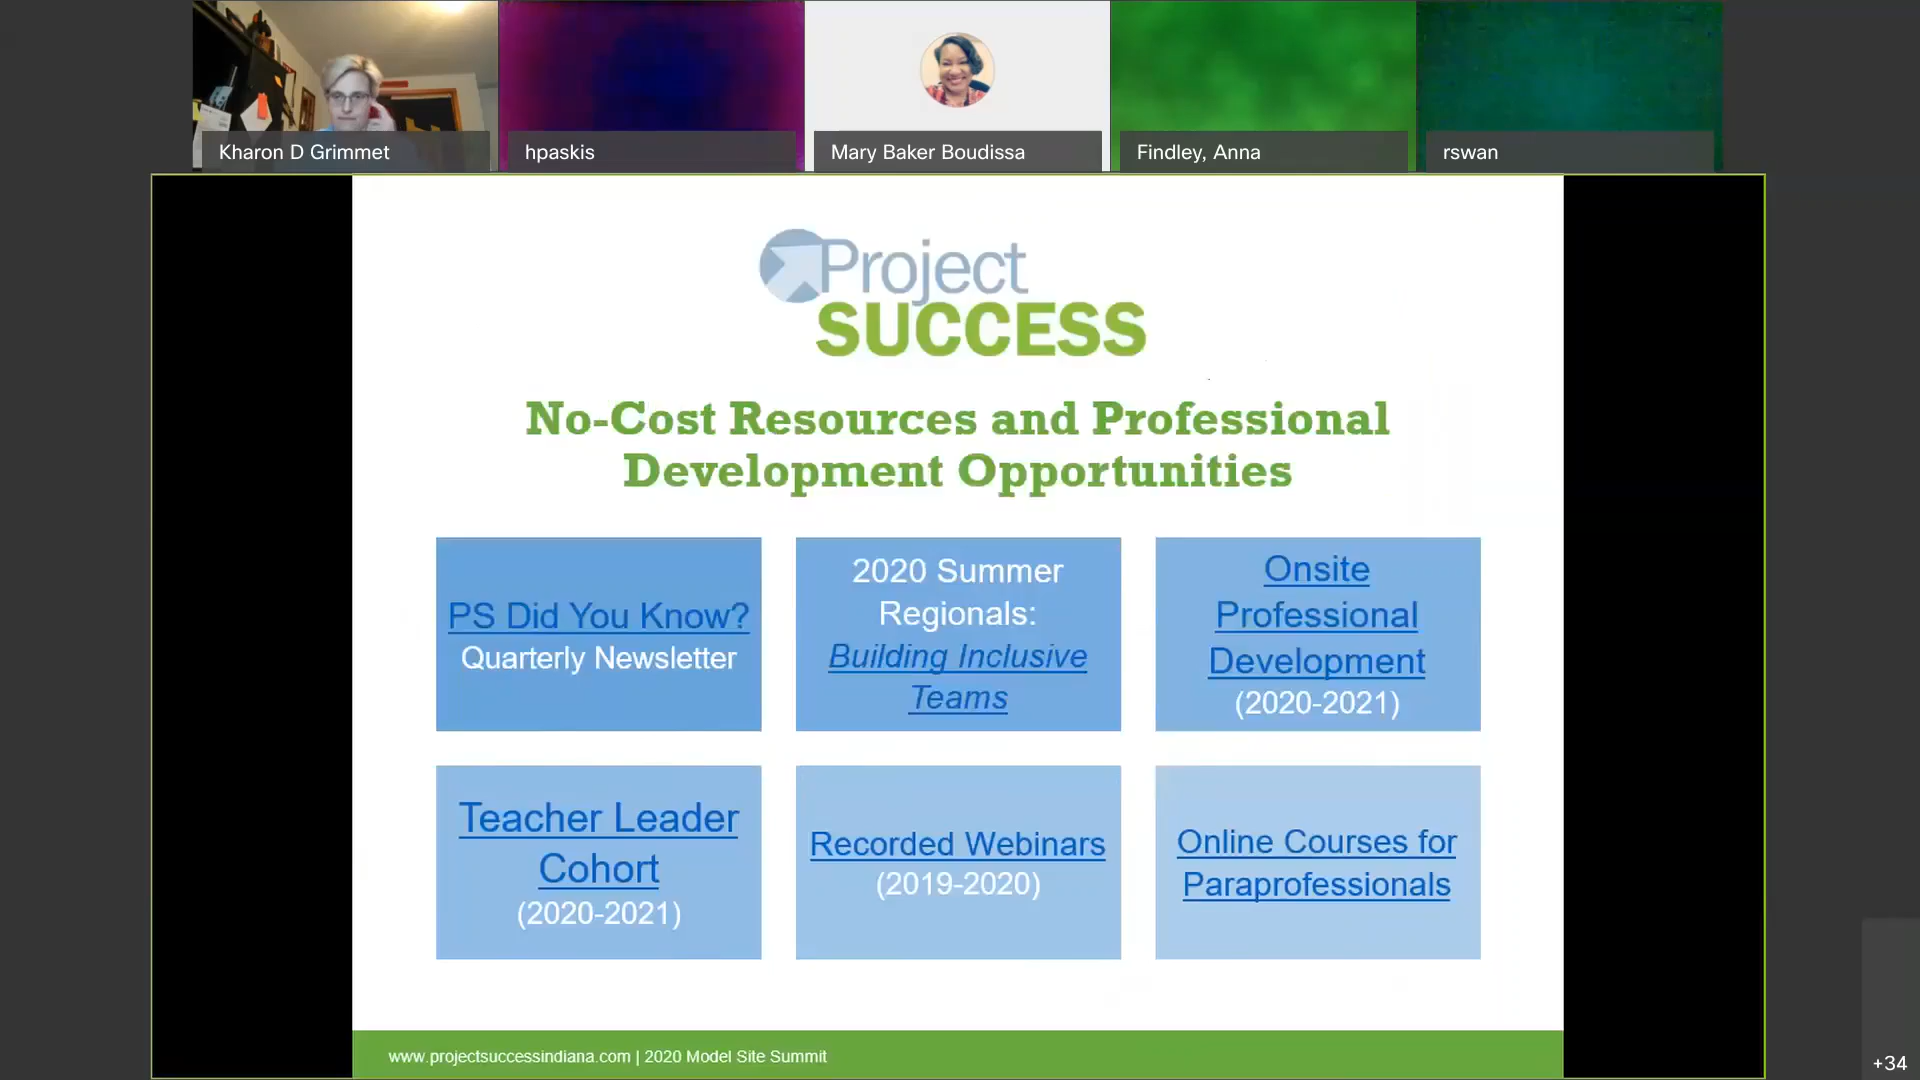 Kharon D Grimmet
hpaskis
Mary Baker Boudissa
Findley, Anna
rswan
Project
SUCCESS
No-Cost Resources and Professional
Development Opportunities
PS Did You Know?
Quarterly Newsletter
2020 Summer
Regionals:
Building Inclusive
Teams
Onsite
Professional
Development
(2020-2021)
Teacher Leader
Cohort
(2020-2021)
Recorded Webinars
(2019-2020)
Online Courses for
Paraprofessionals
www.projectsuccessindiana.com | 2020 Model Site Summit
+34